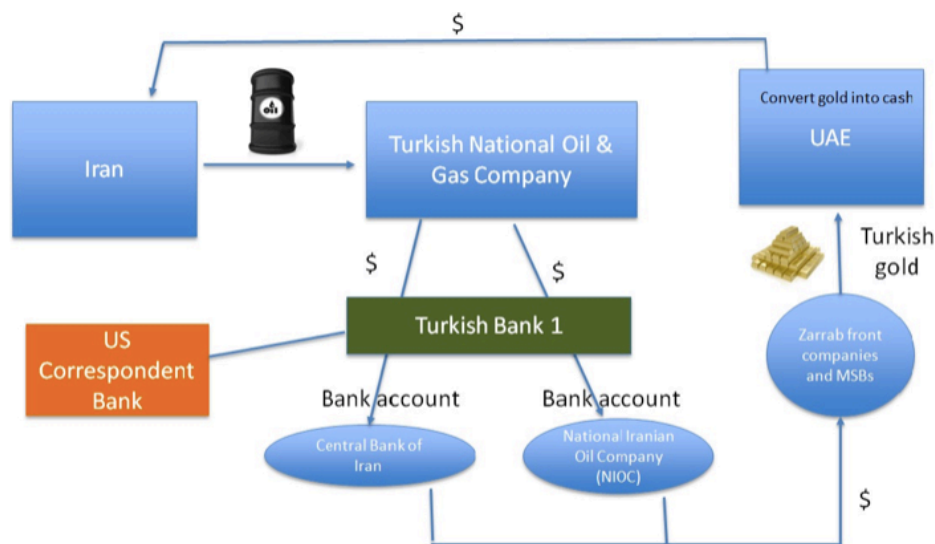 $
Iran
oil
Turkish National Oil &
Gas Company
Convert gold into cash
UAE
$
$
Turkish
gold
Turkish Bank 1
US
Correspondent
Bank
Zarrab front
companies
and MSBs
Bank account
Bank account
Central Bank of
Iran
National Iranian
Oil Company
(NIOC)
$